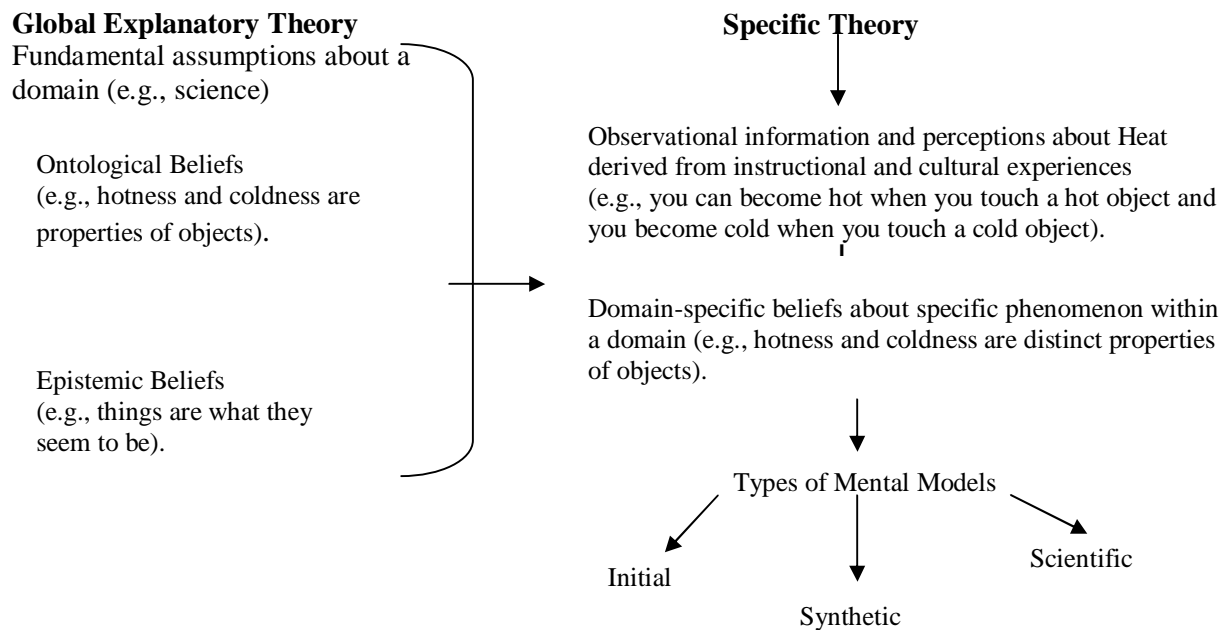 Global Explanatory Theory
Fundamental assumptions about a
domain (e.g., science)
Ontological Beliefs
(e.g., hotness and coldness are
properties of objects).
Epistemic Beliefs
(e.g., things are what they
seem to be).
Specific Theory
Observational information and perceptions about Heat
derived from instructional and cultural experiences
(e.g., you can become hot when you touch a hot object and
you become cold when you touch a cold object).
Domain-specific beliefs about specific phenomenon within
a domain (e.g., hotness and coldness are distinct properties
of objects).
Types of Mental Models
Initial
Synthetic
Scientific